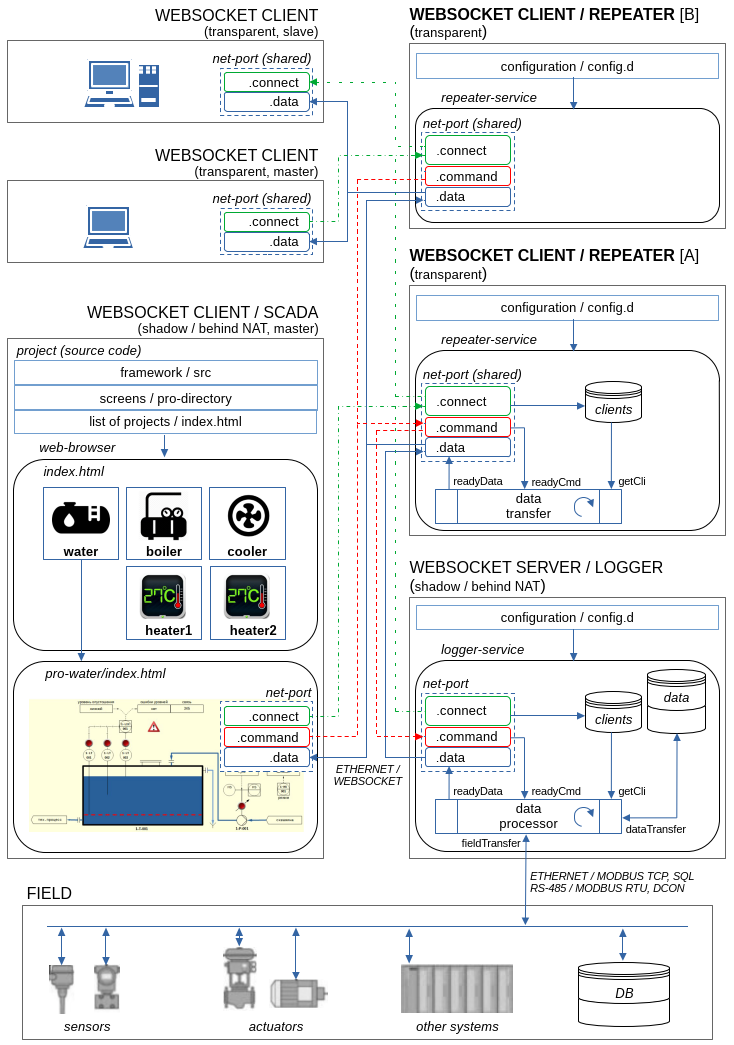 WEBSOCKET CLIENT
(transparent, slave)
net-port (shared)
.connect
.data
WEBSOCKET CLIENT
(transparent, master)
net-port (shared)
.connect
.data
WEBSOCKET CLIENT / SCADA
(shadow / behind NAT, master)
project (source code)
framework / src
screens / pro-directory
list of projects / index.html
web-browser
index.html
water
boiler
cooler
27°C
heater1
27°C
heater2
pro-water/index.html
net-port
.connect
.command
.data
ETHERNET /
WEBSOCKET
WEBSOCKET CLIENT / REPEATER [B]
(transparent)
configuration / config.d
repeater-service
net-port (shared)
.connect
.command
.data
WEBSOCKET CLIENT / REPEATER [A]
(transparent)
configuration / config.d
repeater-service
net-port (shared)
.connect
.command
.data
clients
readyData
readyCmd
getCli
data
transfer
WEBSOCKET SERVER / LOGGER
(shadow / behind NAT)
configuration / config.d
logger-service
net-port
.connect
.command
.data
clients
data
readyData
readyCmd
getCli
data
processor
dataTransfer
fieldTransfer
ETHERNET / MODBUS TCP, SQL
RS-485 / MODBUS RTU, DCON
FIELD
sensors
actuators
other systems
DB